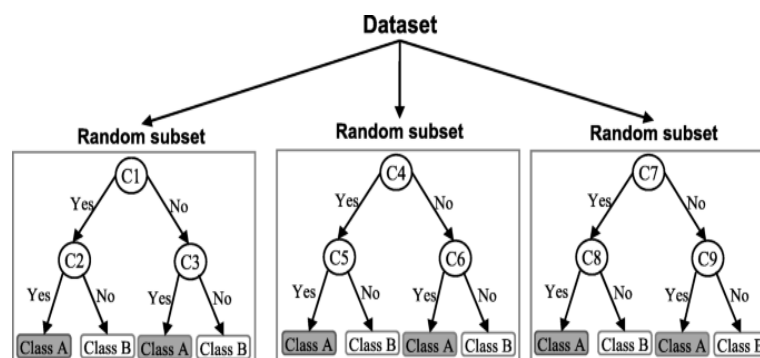 Dataset
Random subset
Random subset
Random subset
C1
C4
C7
Yes
No
Yes
No
Yes
No
C2
C3
C5
C6
C8
C9
Yes
No
Yes
No
Yes
No
Yes
No
Yes
No
Yes
No
Class A
Class B
Class A
Class B
Class A
Class B
Class A
Class B
Class A
Class B
Class A
Class B